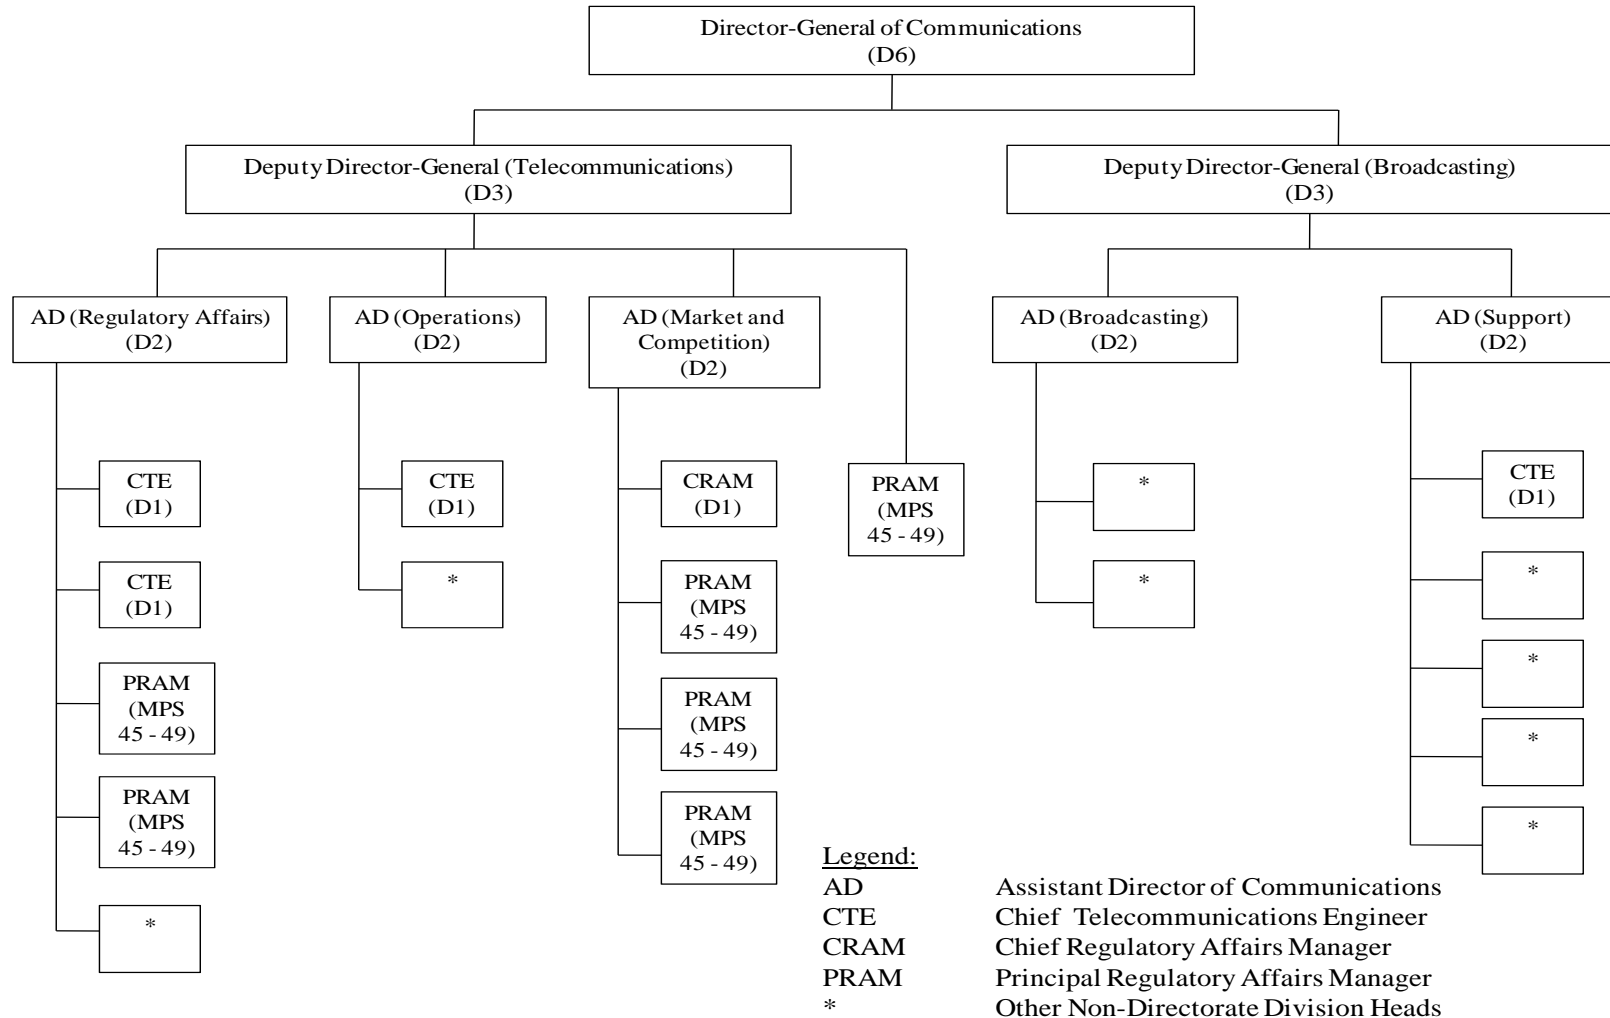 Director-General of Communications
(D6)
Deputy Director-General (Telecommunications)
(D3)
Deputy Director-General (Broadcasting)
(D3)
AD (Regulatory Affairs)
(D2)
AD (Operations)
(D2)
AD (Market and
Competition)
(D2)
AD (Broadcasting)
(D2)
AD (Support)
(D2)
CTE
(D1)
CTE
(D1)
PRAM
(MPS
45 - 49)
PRAM
(MPS
45 - 49)
*
CTE
(D1)
*
CRAM
(D1)
PRAM
(MPS
45 - 49)
PRAM
(MPS
45 - 49)
PRAM
(MPS
45 - 49)
PRAM
(MPS
45 - 49)
*
*
CTE
(D1)
*
*
*
*
Legend:
AD Assistant Director of Communications
CTE Chief Telecommunications Engineer
CRAM Chief Regulatory Affairs Manager
PRAM Principal Regulatory Affairs Manager
* Other Non-Directorate Division Heads